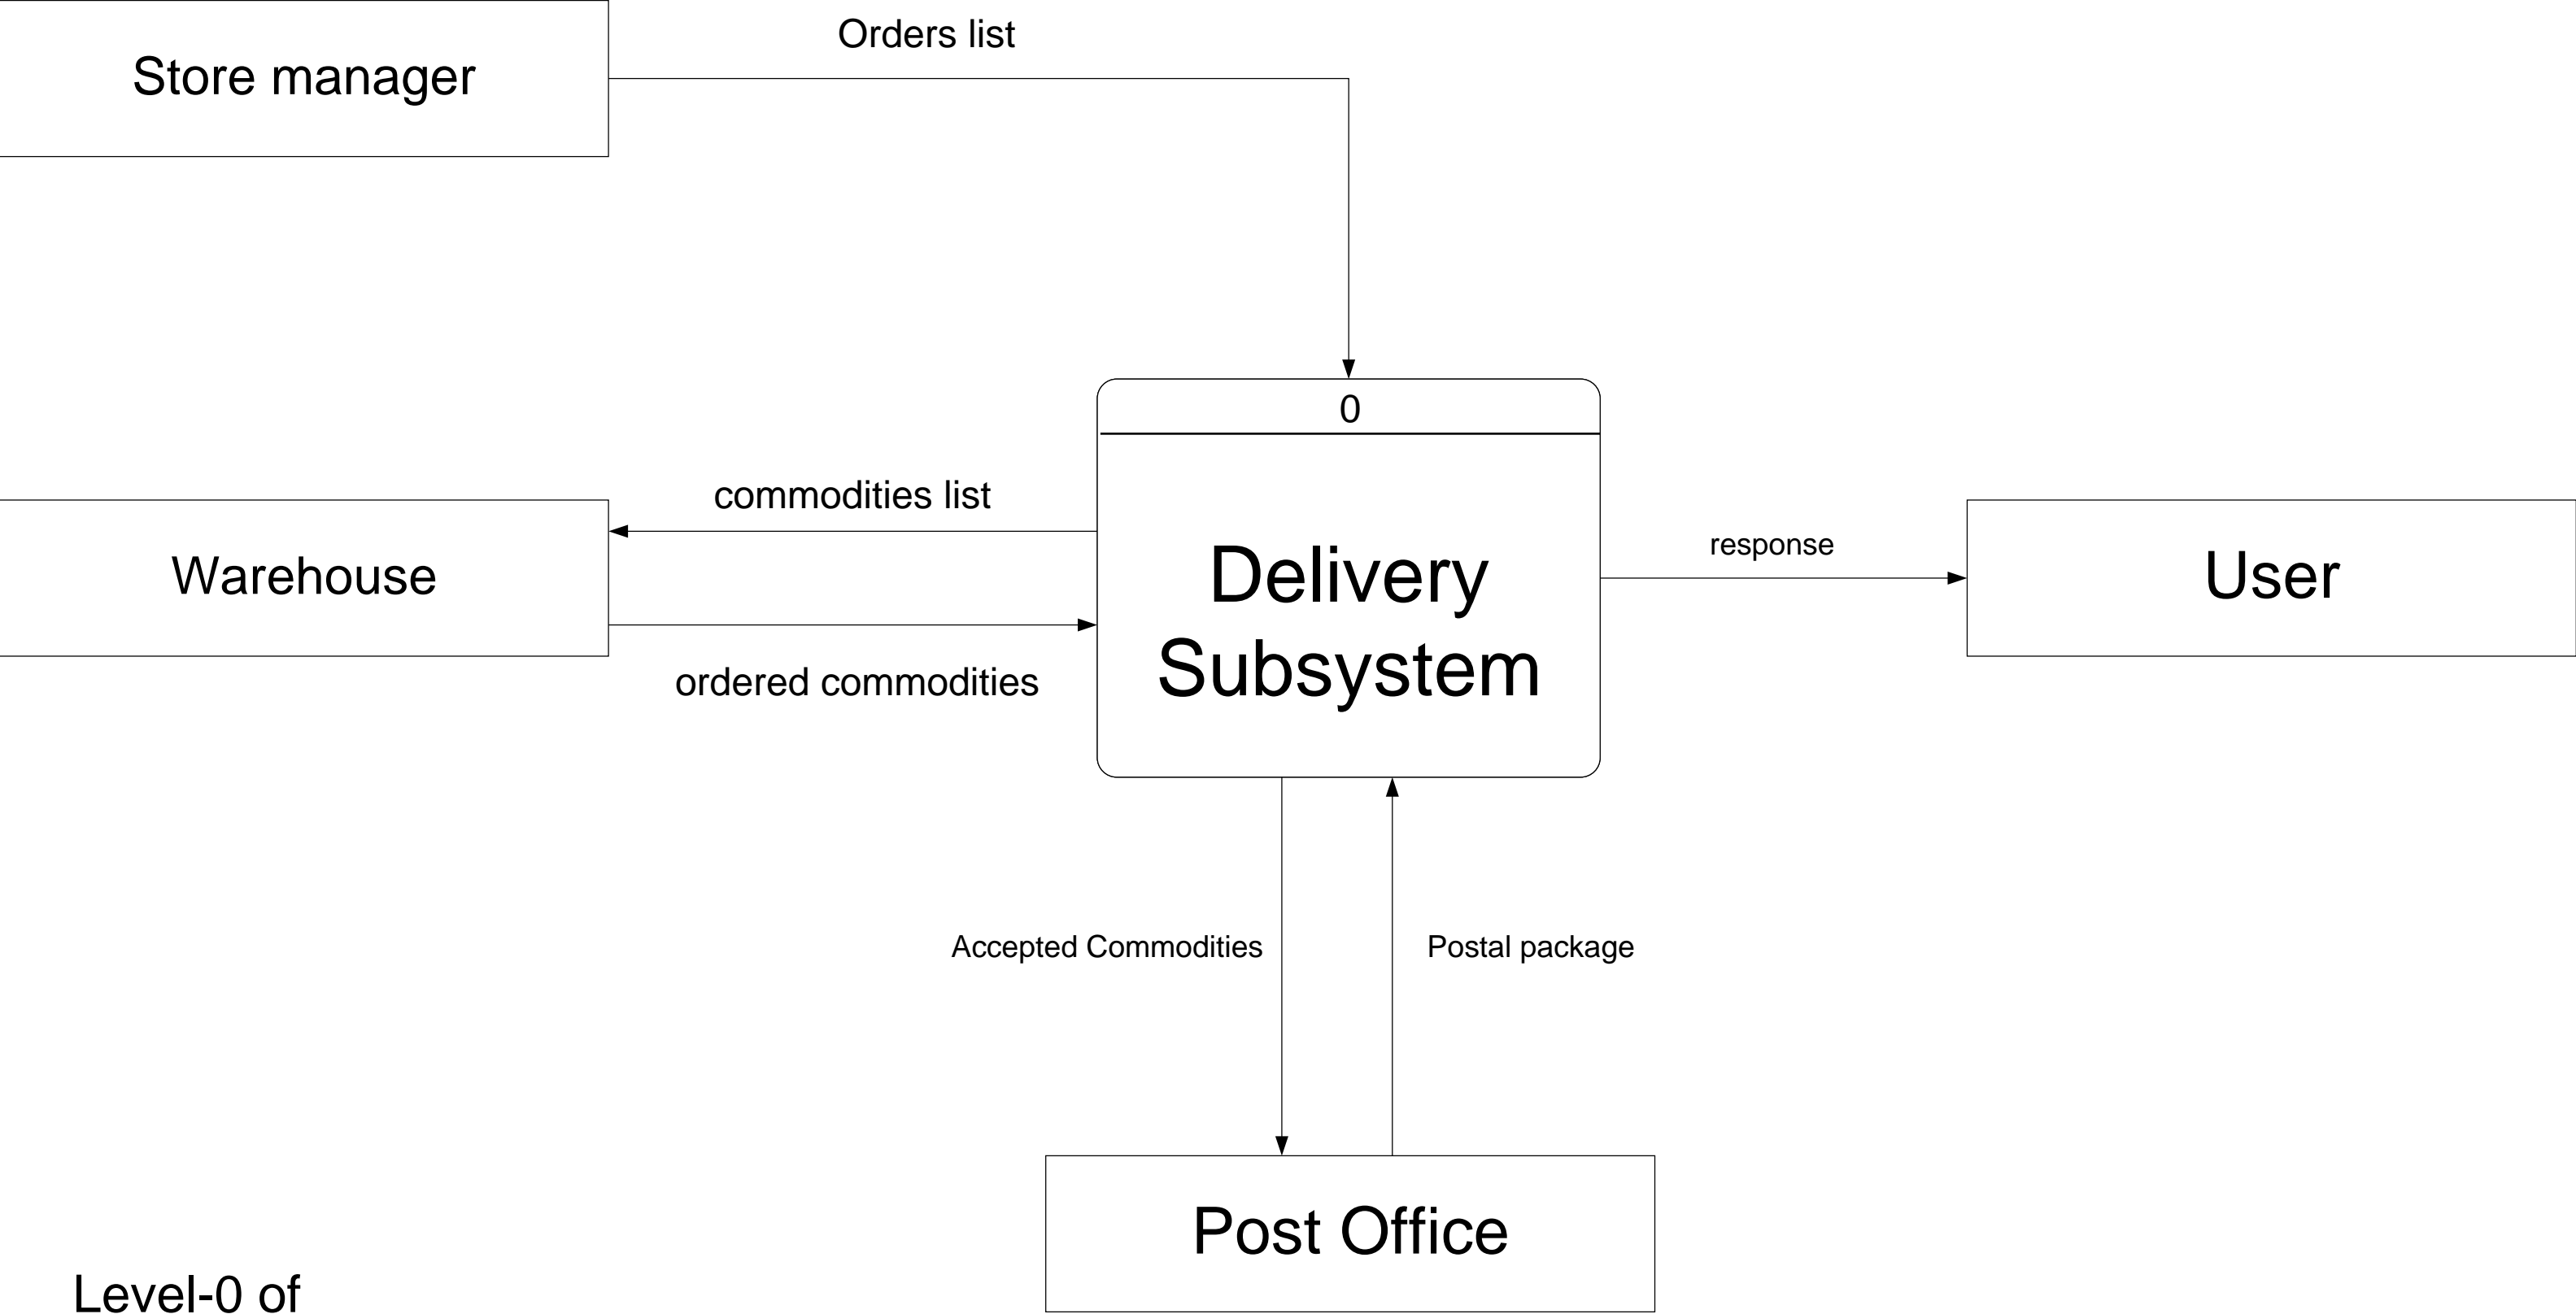 Orders list
Store manager
0
commodities list
Warehouse
ordered commodities
Delivery
Subsystem
response
User
Accepted Commodities
Postal package
Post Office
Level-0 of